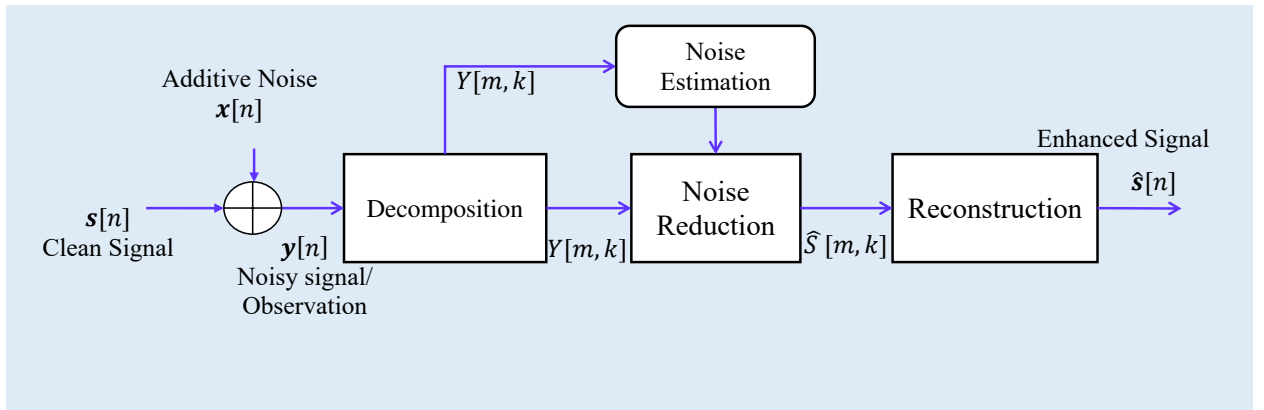 Additive Noise
𝒙[𝑛]
𝒔[𝑛]
Clean Signal
𝒚[𝑛]
Noisy signal/
Observation
Decomposition
𝑌[𝑚, 𝑘]
Noise
Estimation
𝑌[𝑚, 𝑘]
Noise
Reduction
𝑆̂ [𝑚, 𝑘]
Reconstruction
Enhanced Signal
𝒔̂[𝑛]